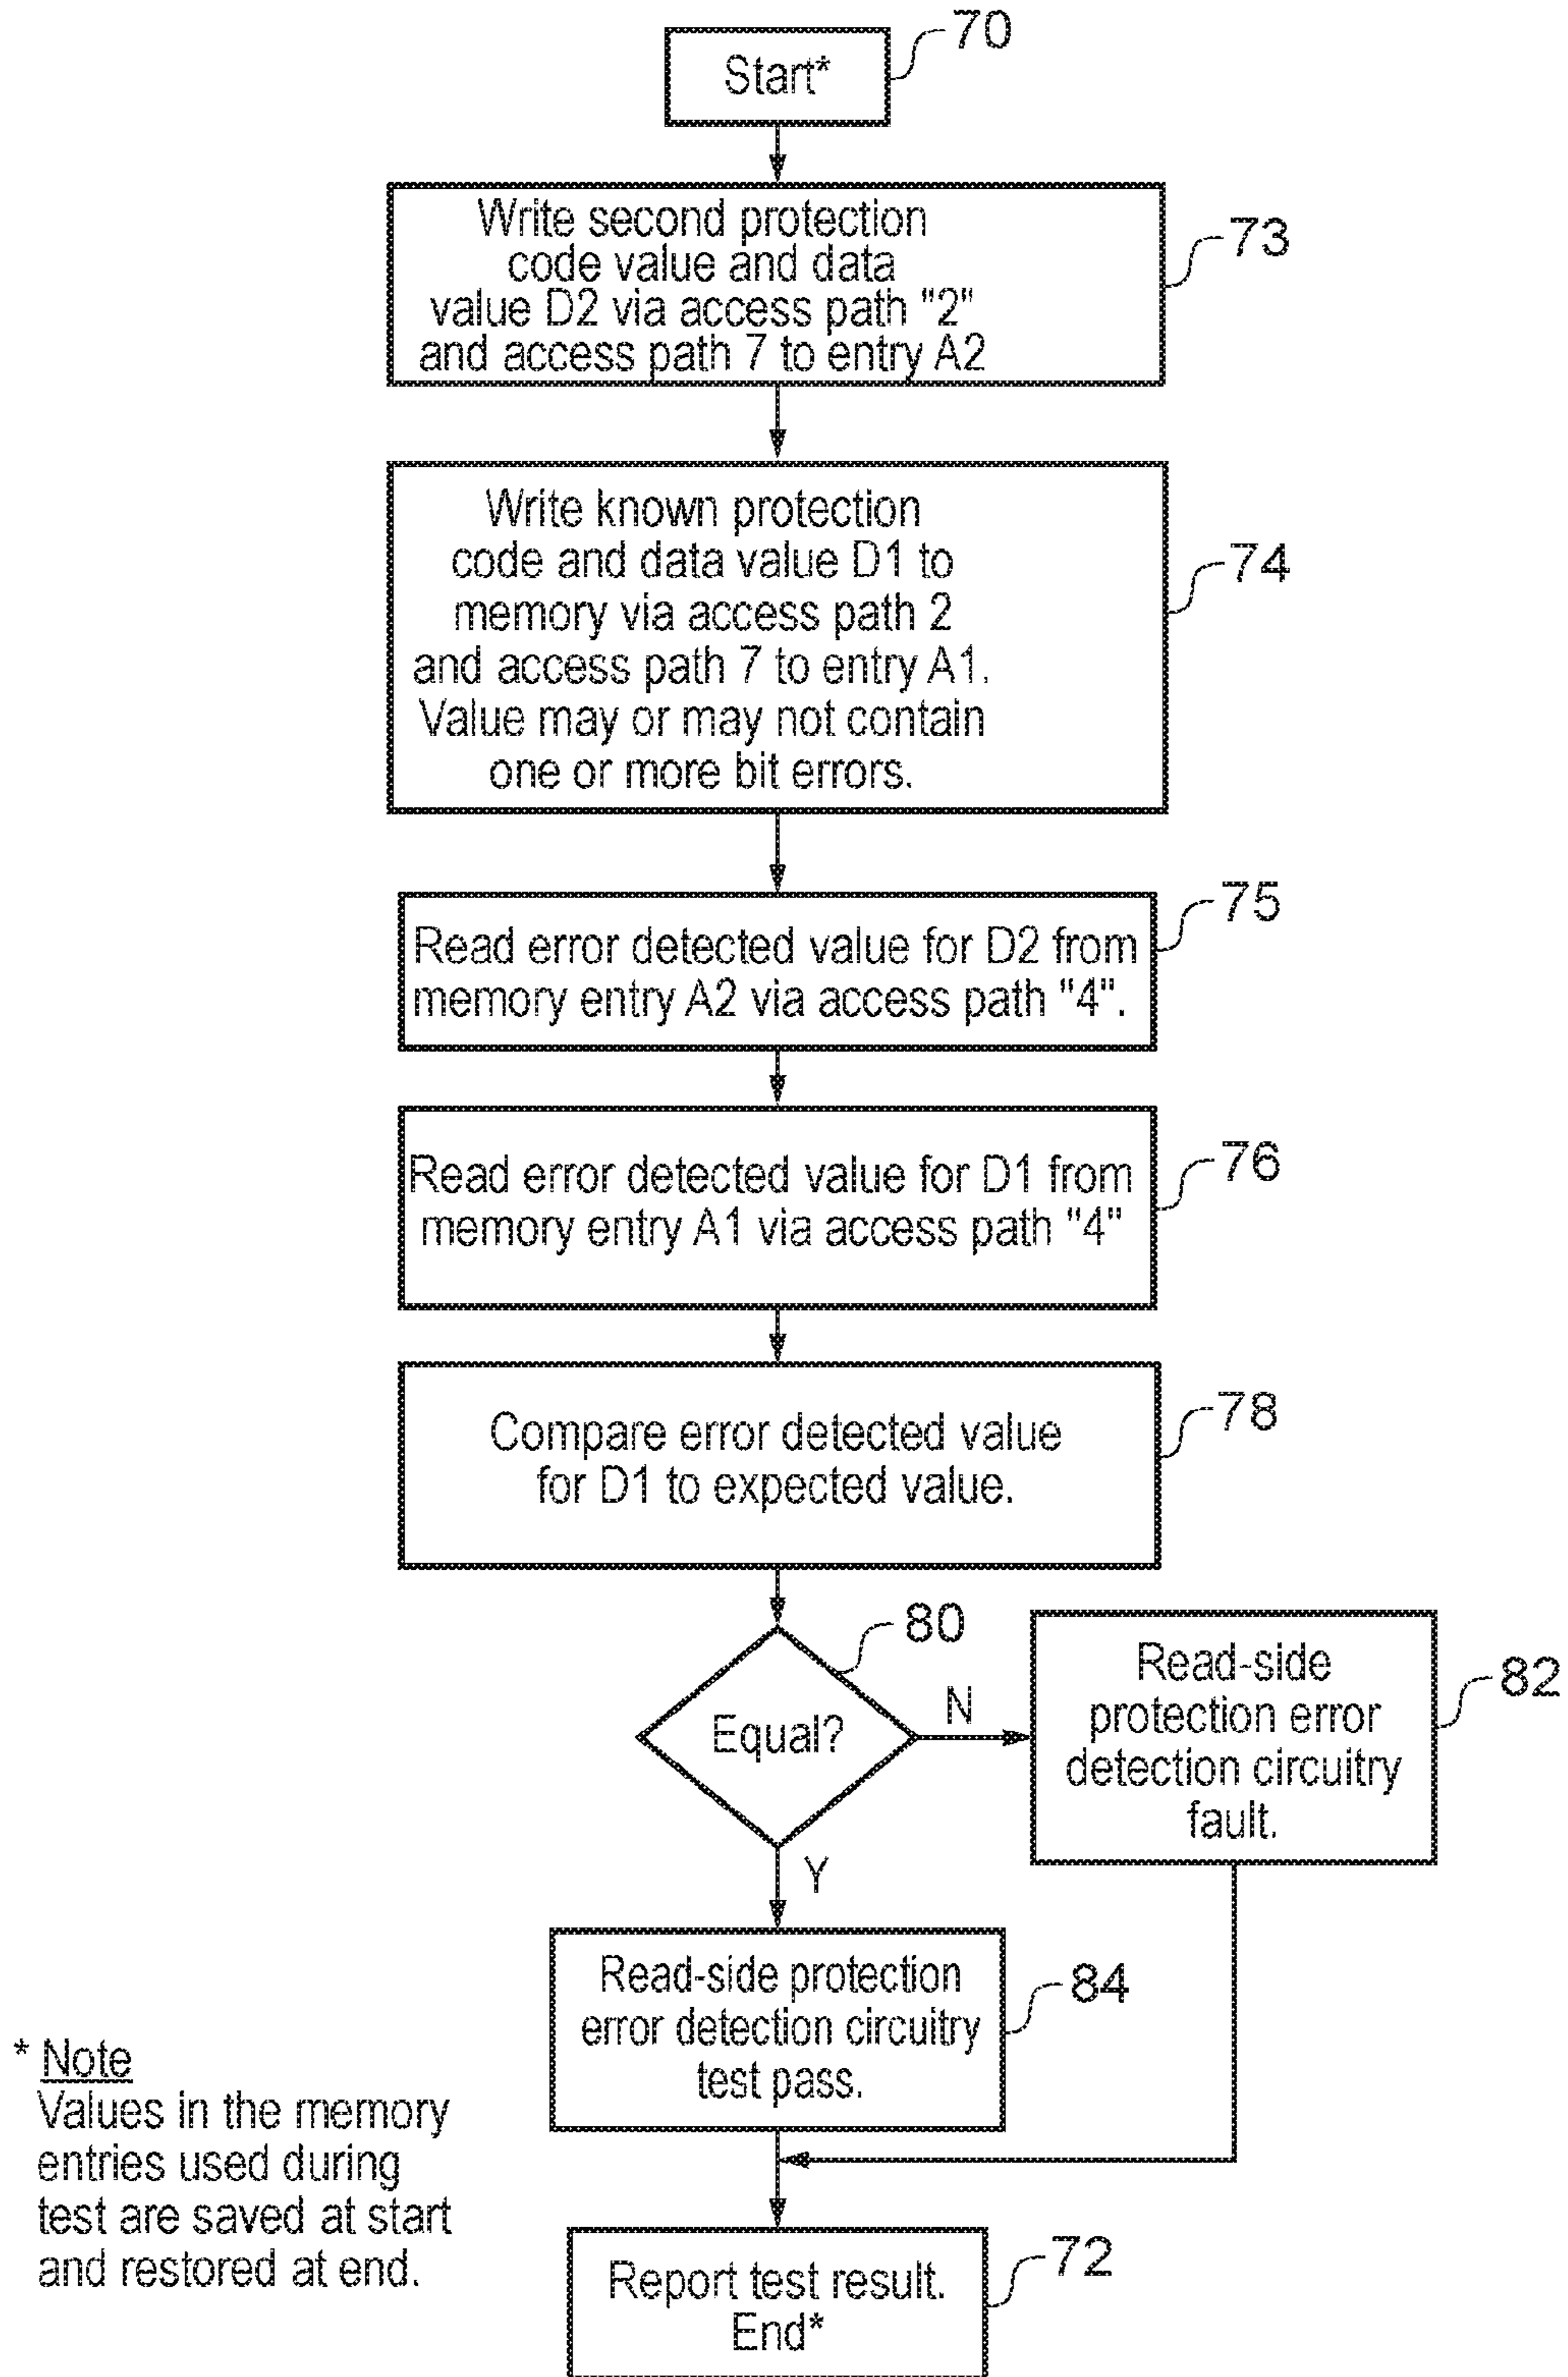 Start*
70
Write second protection
code value and data
value D2 via access path "2"
and access path 7 to entry A2
73
Write known protection
code and data value D1 to
memory via access path 2
and access path 7 to entry A1.
Value may or may not contain
one or more bit errors.
74
Read error detected value for D2 from
memory entry A2 via access path "4".
75
Read error detected value for D1 from
memory entry A1 via access path "4"
76
Compare error detected value
for D1 to expected value.
78
Equal?
80
N
Y
Read-side
protection error
detection circuitry
fault.
82
Read-side protection
error detection circuitry
test pass.
84
* Note
Values in the memory
entries used during
test are saved at start
and restored at end.
Report test result.
End*
72